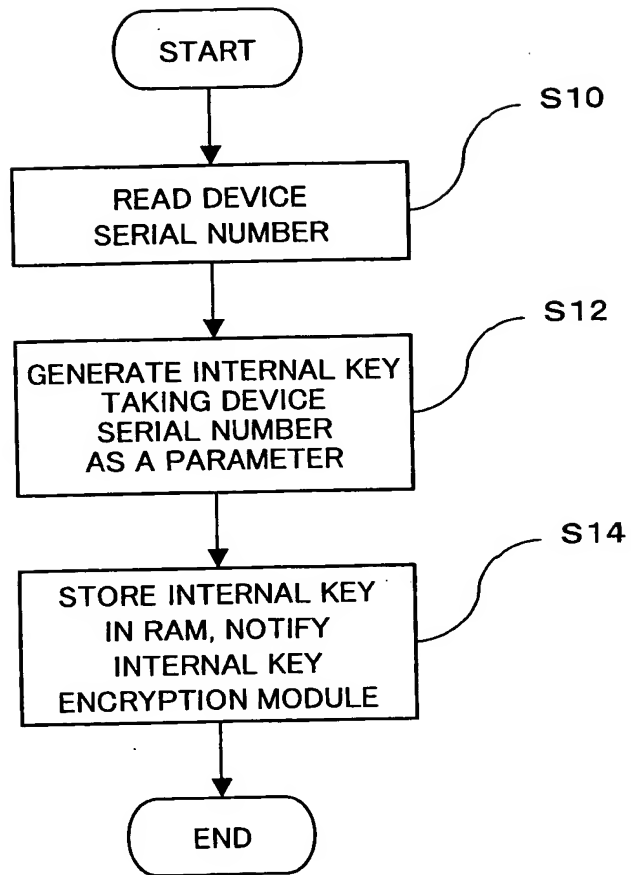 START
S10
READ DEVICE
SERIAL NUMBER
S12
GENERATE INTERNAL KEY
TAKING DEVICE
SERIAL NUMBER
AS A PARAMETER
S14
STORE INTERNAL KEY
IN RAM, NOTIFY
INTERNAL KEY
ENCRYPTION MODULE
END